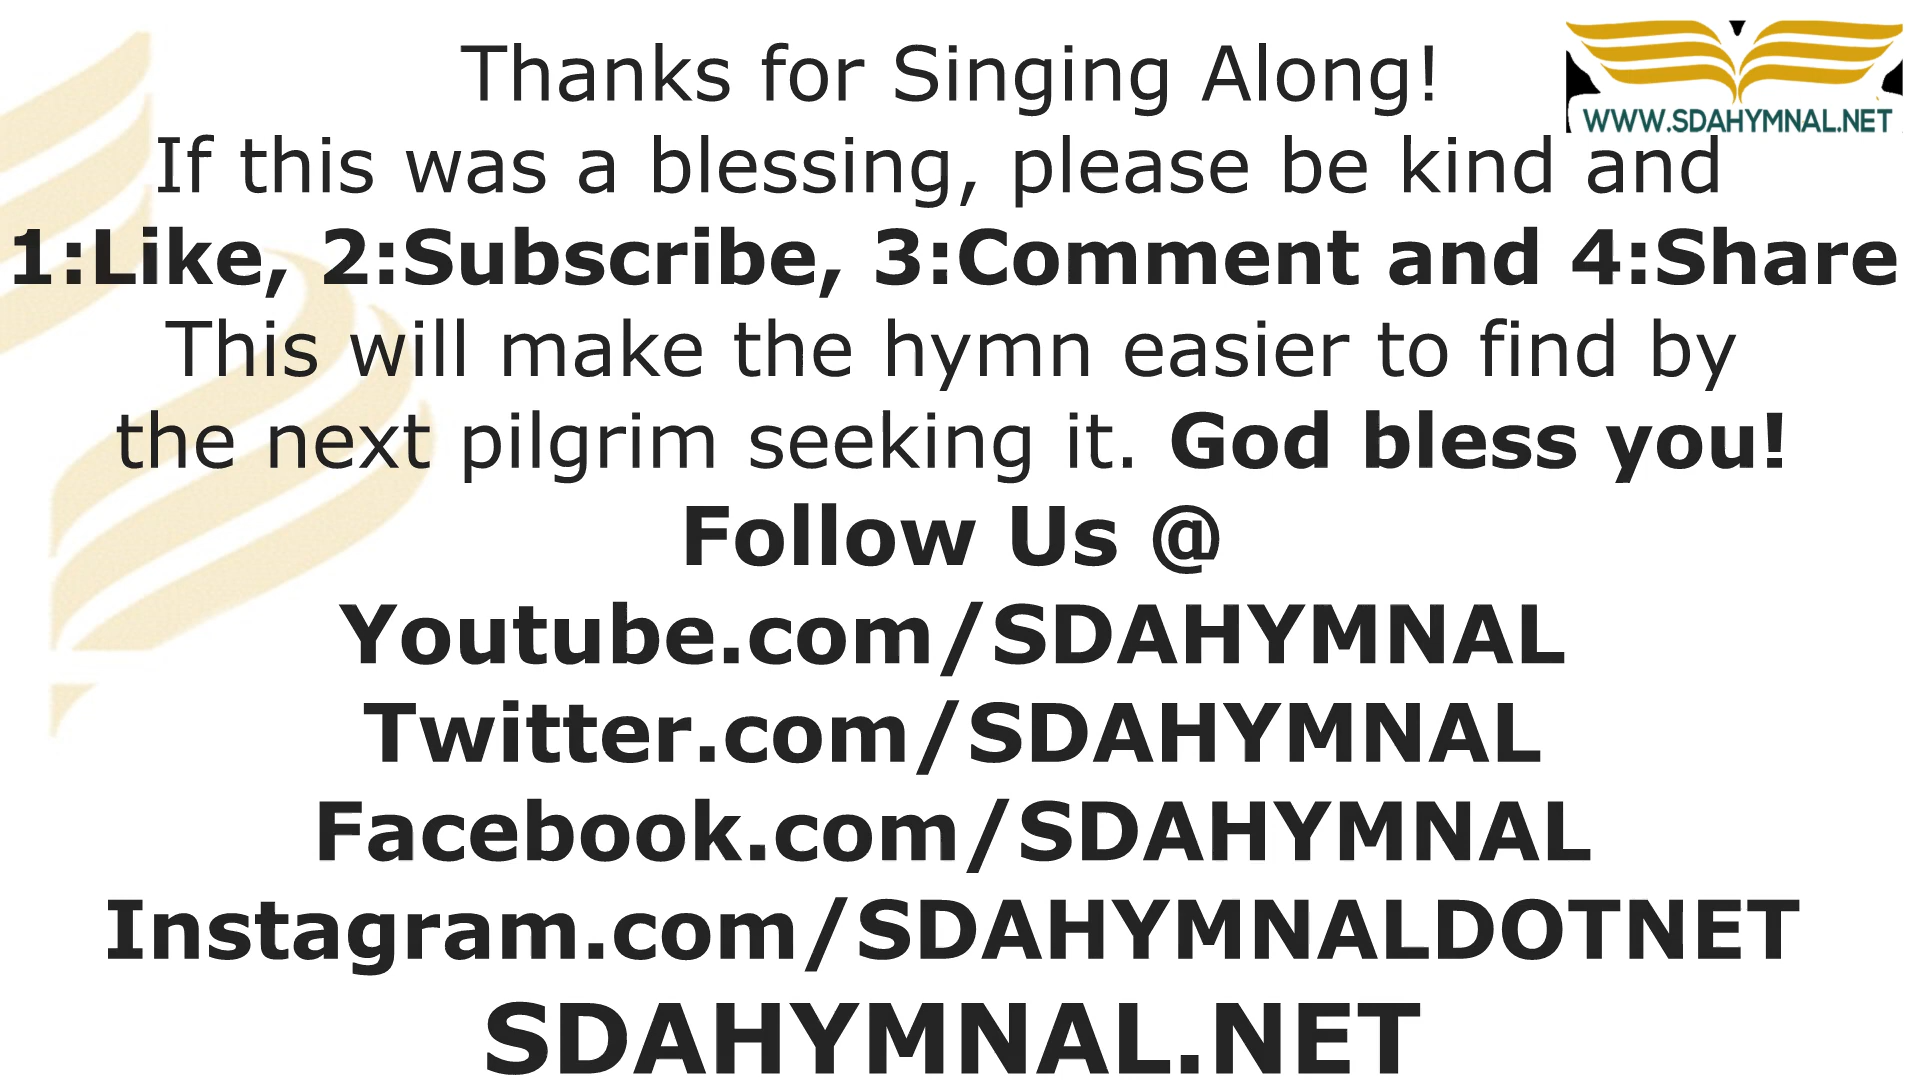 Thanks for Singing Along!
WWW.SDAHYMNAL.NET
If this was a blessing, please be kind and
1:Like, 2:Subscribe, 3:Comment and 4:Share
This will make the hymn easier to find by
the next pilgrim seeking it. God bless you!
Follow Us @
Youtube.com/SDAHYMNAL
Twitter.com/SDAHYMNAL
Facebook.com/SDAHYMNAL
Instagram.com/SDAHYMNALDOTNET
SDAHYMNAL.NET